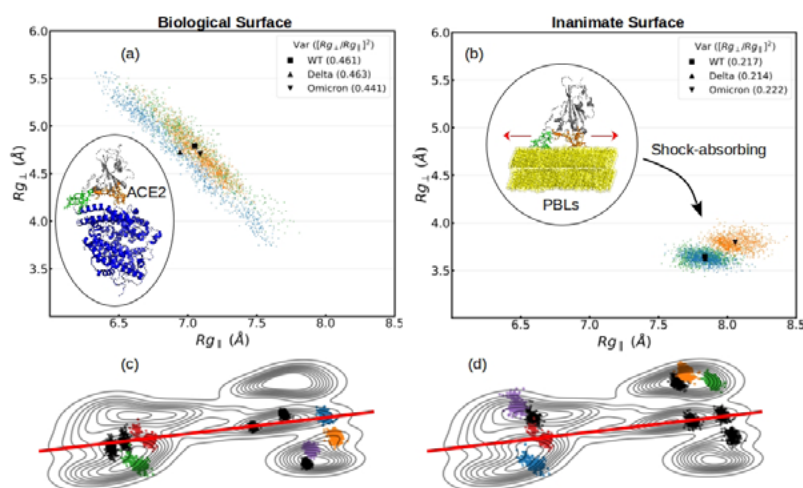 Biological Surface
(a)
Var ([Rg⊥/Rg∥]²)
WT (0.461)
Delta (0.463)
Omicron (0.441)
ACE2
6.0
5.5
5.0
4.5
4.0
3.5
Rg⊥ (Å)
6.5 7.0 7.5 8.0 8.5
Rg∥ (Å)
Inanimate Surface
(b)
Var ([Rg⊥/Rg∥]²)
WT (0.217)
Delta (0.214)
Omicron (0.222)
Shock-absorbing
PBLs
6.0
5.5
5.0
4.5
4.0
3.5
Rg⊥ (Å)
6.5 7.0 7.5 8.0 8.5
Rg∥ (Å)
(c)
(d)